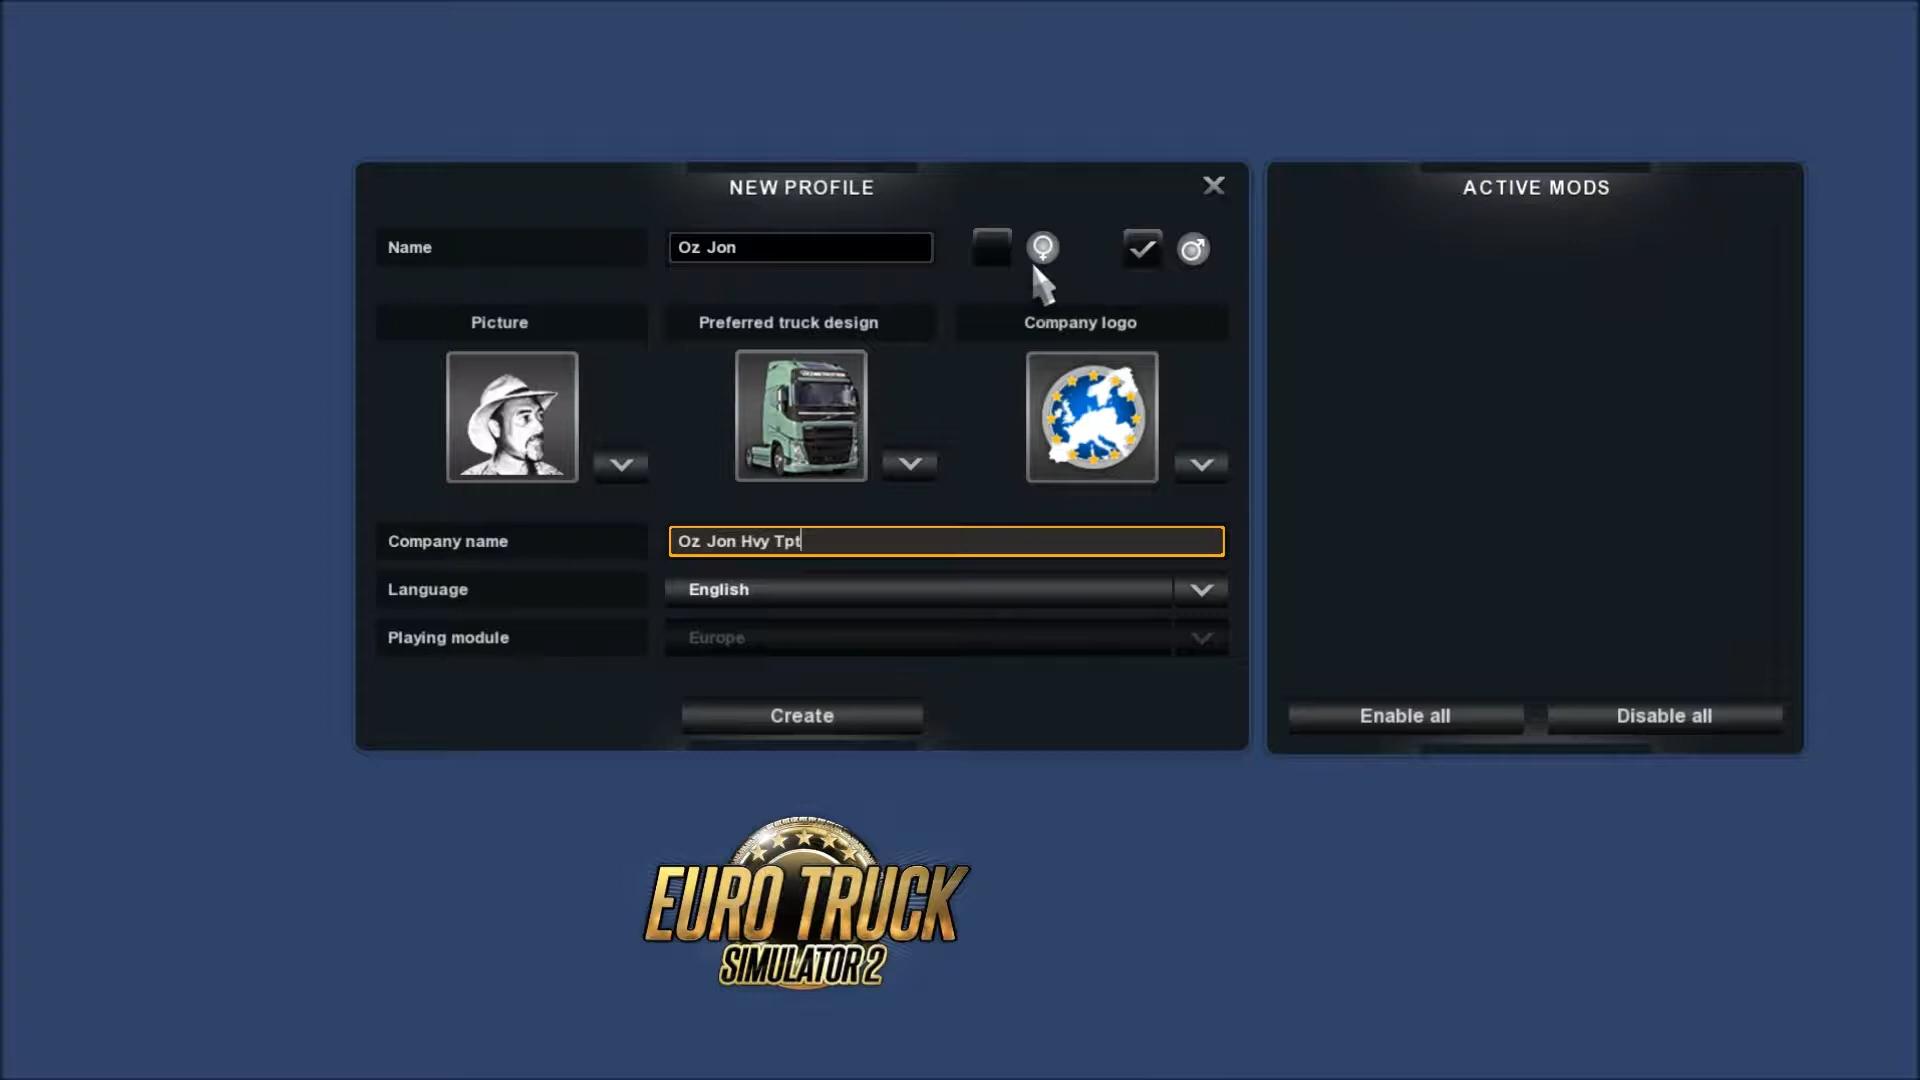 NEW PROFILE
ACTIVE MODS
Name
Oz Jon
Picture
Preferred truck design
Company logo
Company name
Oz Jon Hvy Tpt
Language
English
Playing module
Europe
Create
Enable all
Disable all
EURO TRUCK
SIMULATOR 2